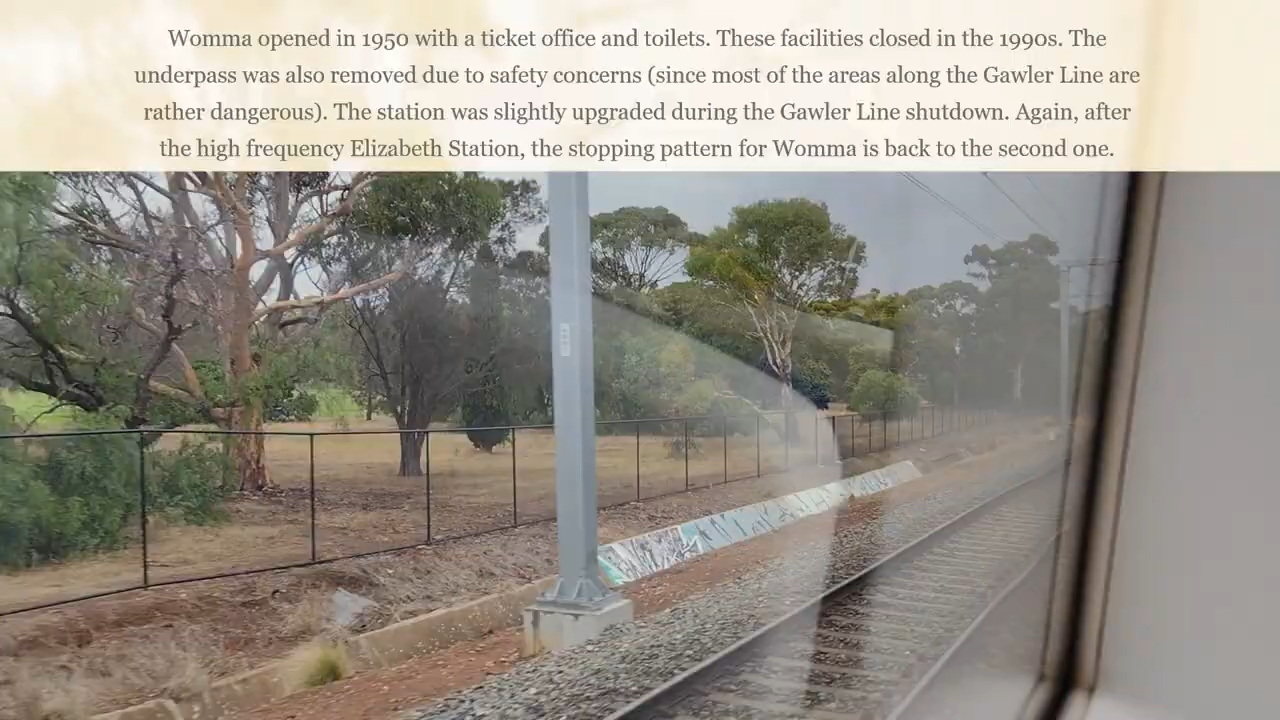 Womma opened in 1950 with a ticket office and toilets. These facilities closed in the 1990s. The
underpass was also removed due to safety concerns (since most of the areas along the Gawler Line are
rather dangerous). The station was slightly upgraded during the Gawler Line shutdown. Again, after
the high frequency Elizabeth Station, the stopping pattern for Womma is back to the second one.